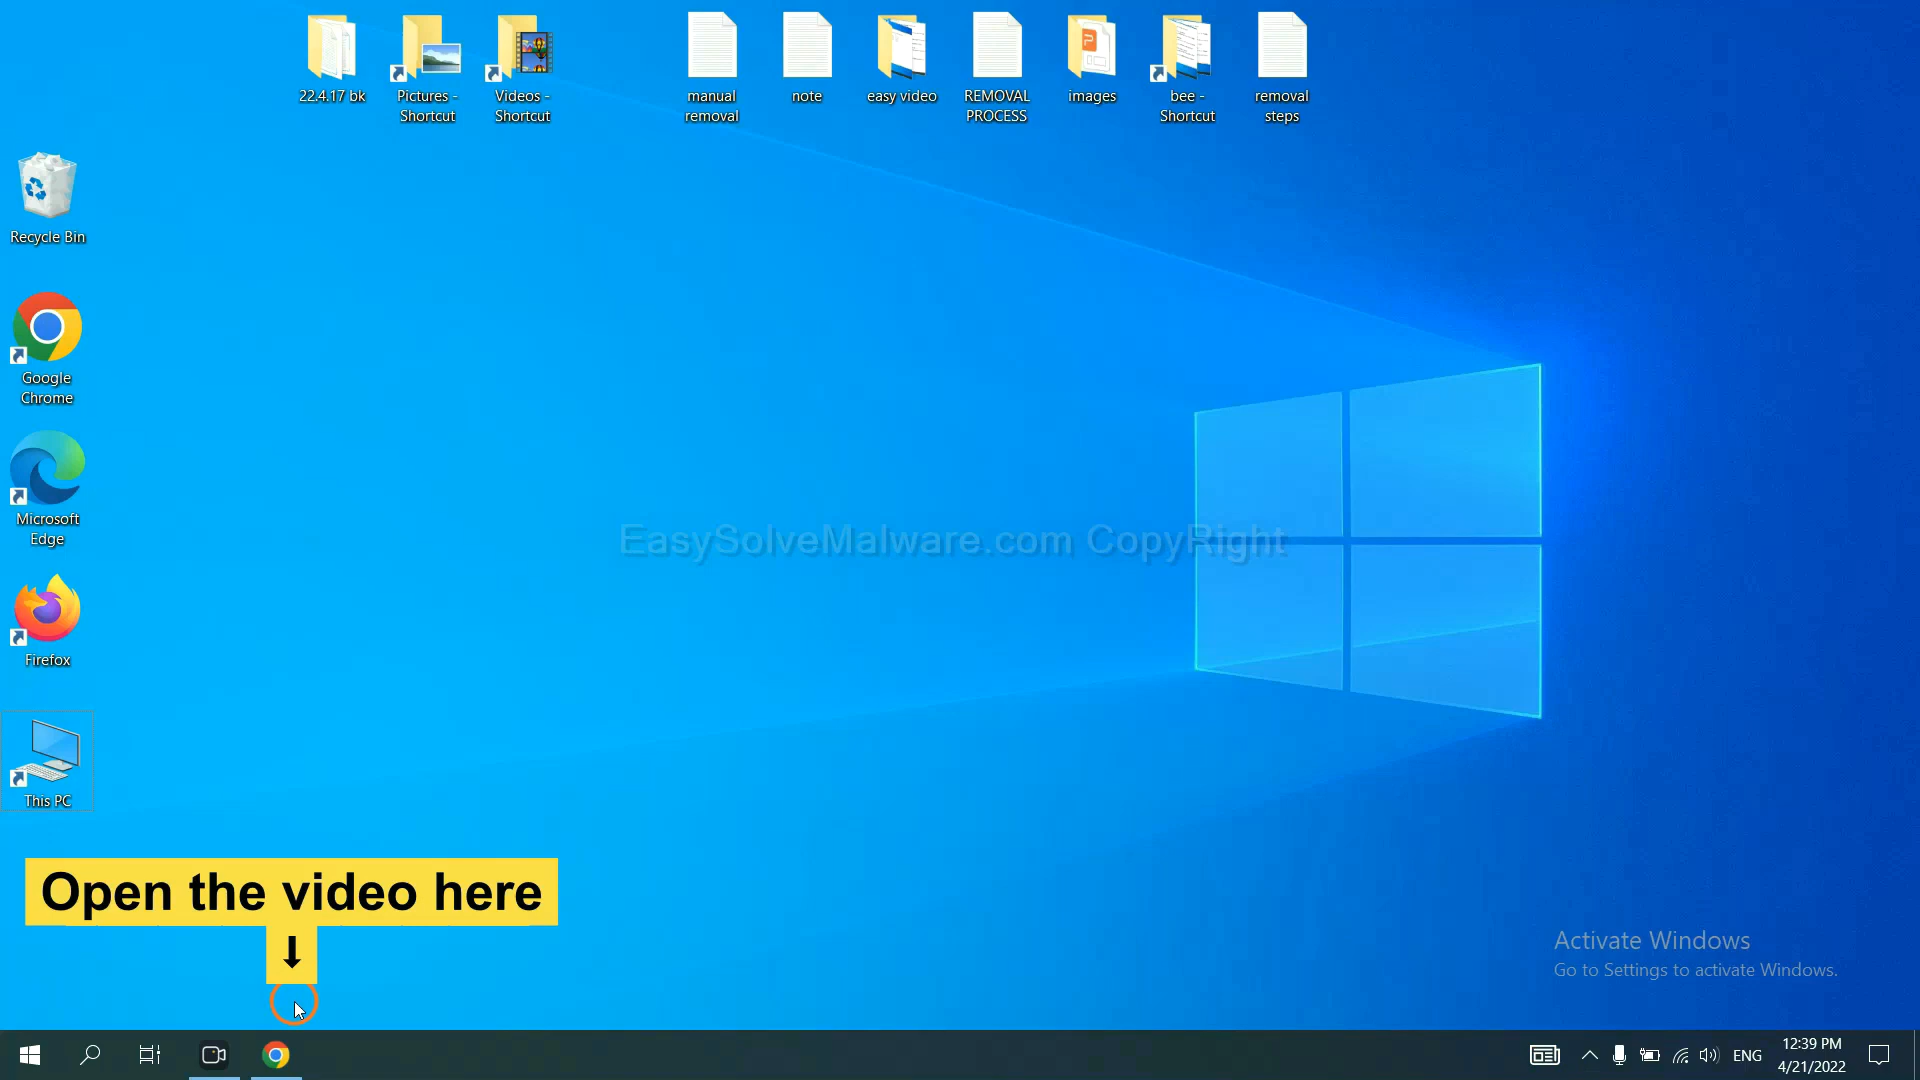 22.4.17 bk
Pictures -
Shortcut
Videos -
Shortcut
manual
removal
note
easy video
REMOVAL
PROCESS
images
bee -
Shortcut
removal
steps
Recycle Bin
Google
Chrome
Microsoft
Edge
Firefox
This PC
EasySolveMalware.com CopyRight
Open the video here
Activate Windows
Go to Settings to activate Windows.
ENG
12:39 PM
4/21/2022